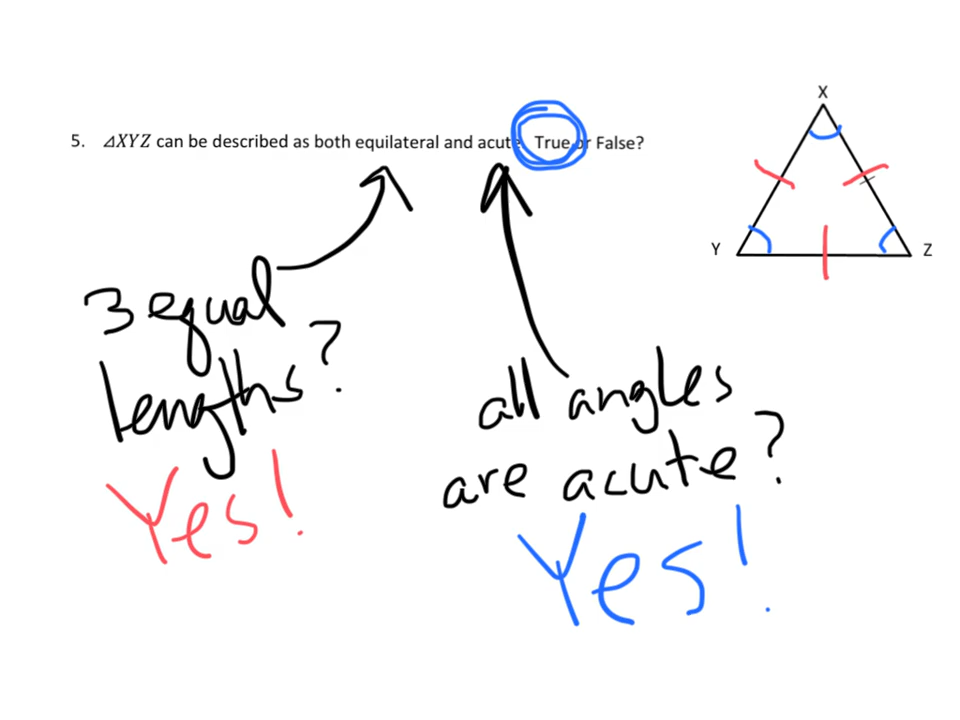 X
5. ⊿XYZ can be described as both equilateral and acute. True or False?
Y
Z
3 equal
lengths?
Yes!
all angles
are acute?
Yes!